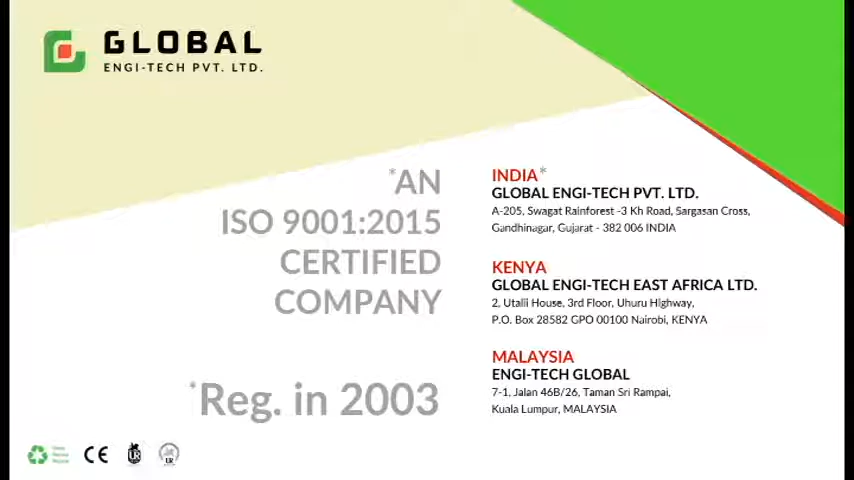 GLOBAL
ENGI-TECH PVT. LTD.
*AN
ISO 9001:2015
CERTIFIED
COMPANY
*Reg. in 2003
INDIA*
GLOBAL ENGI-TECH PVT. LTD.
A-205, Swagat Rainforest -3 Kh Road, Sargasan Cross,
Gandhinagar, Gujarat - 382 006 INDIA
KENYA
GLOBAL ENGI-TECH EAST AFRICA LTD.
2, Utalii House, 3rd Floor, Uhuru Highway,
P.O. Box 28582 GPO 00100 Nairobi, KENYA
MALAYSIA
ENGI-TECH GLOBAL
7-1, Jalan 46B/26, Taman Sri Rampai,
Kuala Lumpur, MALAYSIA
CE